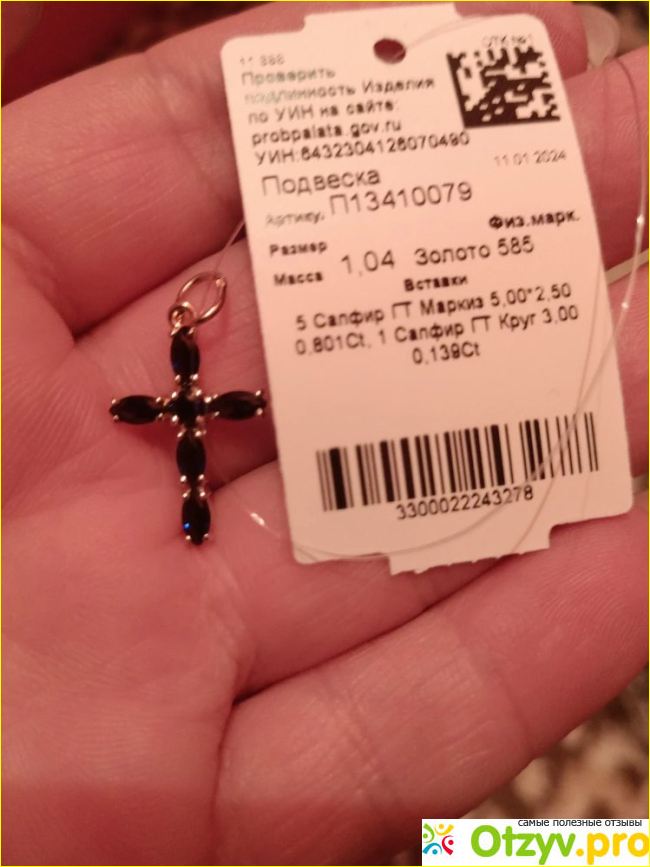 11 888
ОТК №1
Проверить
подлинность Изделия
по УИН на сайте:
probpalata.gov.ru
УИН:6432304126070490
11.01.2024
Подвеска
Артикул П13410079
Физ.марк.
Размер
Масса 1,04 Золото 585
Вставки
5 Сапфир ГТ Маркиз 5,00*2,50
0,801Ct, 1 Сапфир ГТ Круг 3,00
0,139Ct
3300022243278
самые полезные отзывы
Otzyv.pro